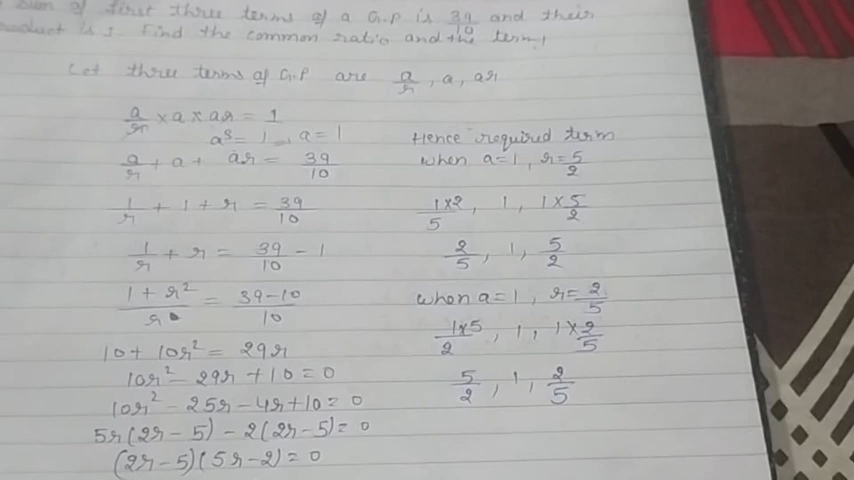 sum of first three terms of a G.P is 39/10 and their
product is 1. Find the common ratio and the term,
Let three terms of G.P are a/r, a, ar
a/r × a × ar = 1
a³ = 1, a = 1
a/r + a + ar = 39/10
1/r + 1 + r = 39/10
1/r + r = 39/10 - 1
1 + r²/r = 39-10/10
10 + 10r² = 29r
10r² - 29r + 10 = 0
10r² - 25r - 4r + 10 = 0
5r(2r - 5) - 2(2r - 5) = 0
(2r - 5)(5r - 2) = 0
Hence required term
when a = 1, r = 5/2
1×2/5, 1, 1×5/2
2/5, 1, 5/2
when a = 1, r = 2/5
1×5/2, 1, 1×2/5
5/2, 1, 2/5